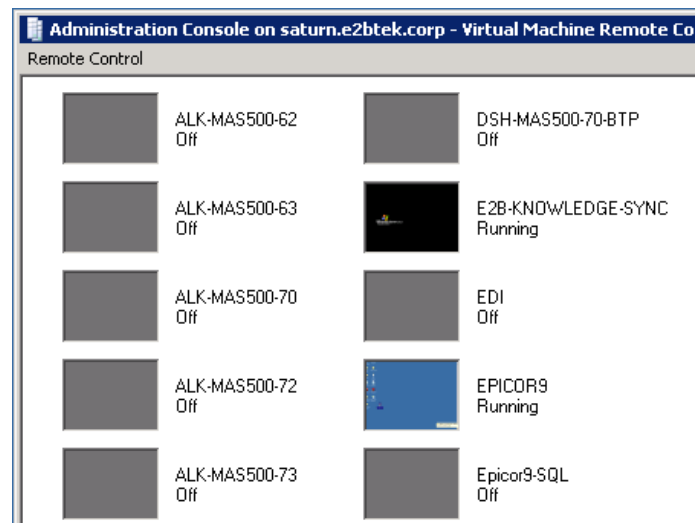 Administration Console on saturn.e2btek.corp - Virtual Machine Remote Co
Remote Control
ALK-MAS500-62
Off
DSH-MAS500-70-BTP
Off
ALK-MAS500-63
Off
E2B-KNOWLEDGE-SYNC
Running
ALK-MAS500-70
Off
EDI
Off
ALK-MAS500-72
Off
EPICOR9
Running
ALK-MAS500-73
Off
Epicor9-SQL
Off